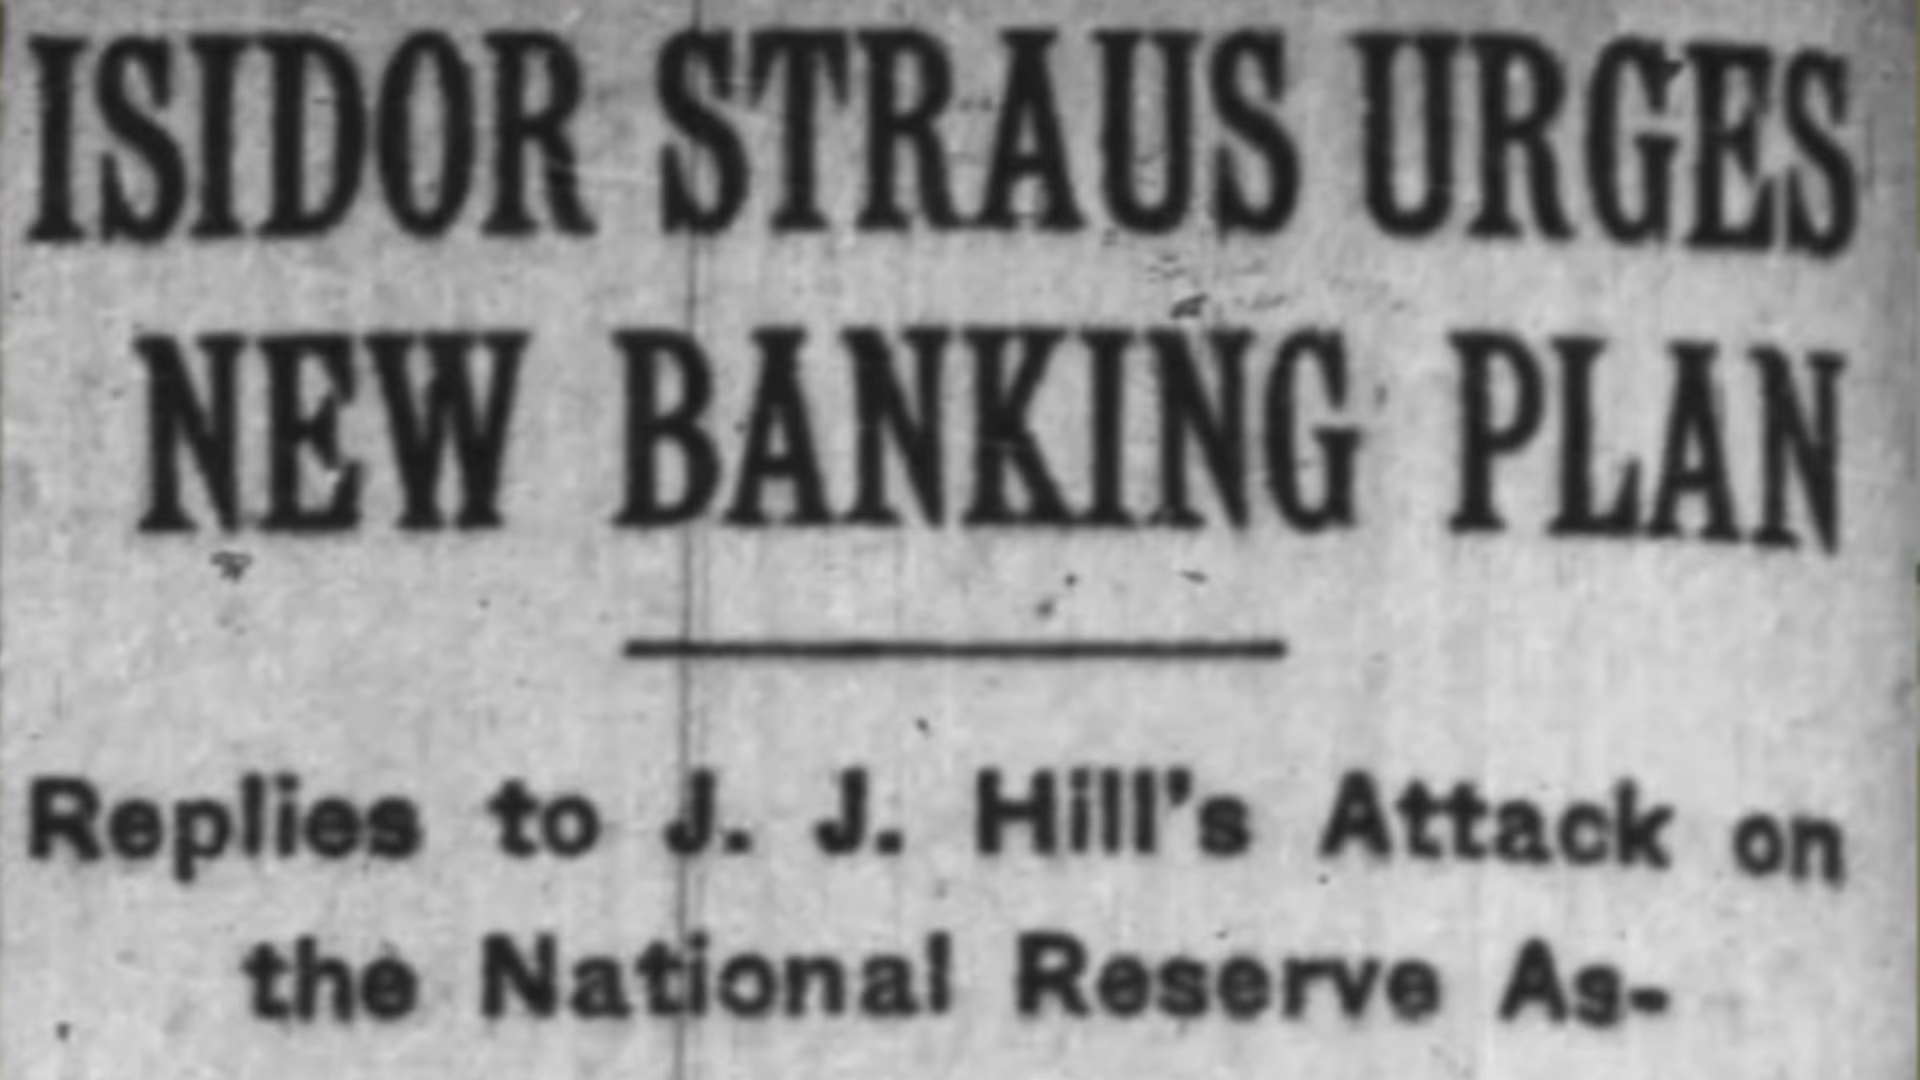 ISIDOR STRAUS URGES
NEW BANKING PLAN
Replies to J. J. Hill's Attack on
the National Reserve As-